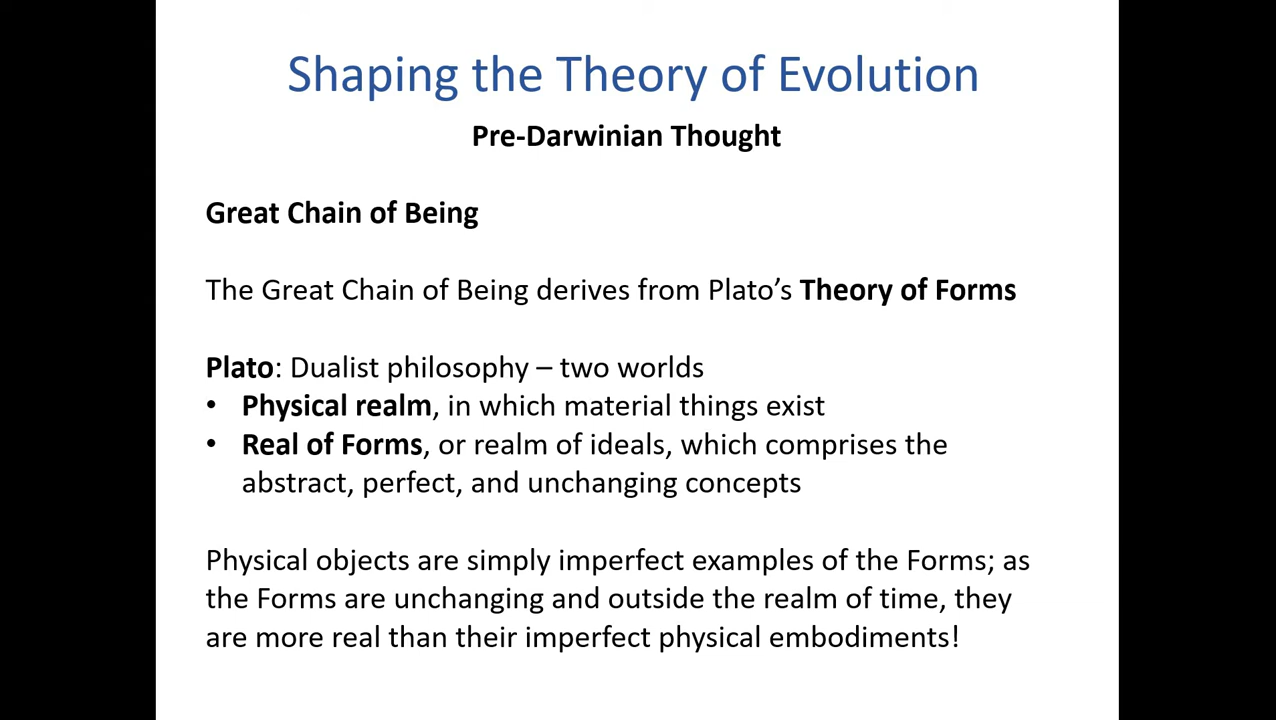 Shaping the Theory of Evolution
Pre-Darwinian Thought
Great Chain of Being
The Great Chain of Being derives from Plato’s Theory of Forms
Plato: Dualist philosophy – two worlds
• Physical realm, in which material things exist
• Real of Forms, or realm of ideals, which comprises the
abstract, perfect, and unchanging concepts
Physical objects are simply imperfect examples of the Forms; as
the Forms are unchanging and outside the realm of time, they
are more real than their imperfect physical embodiments!